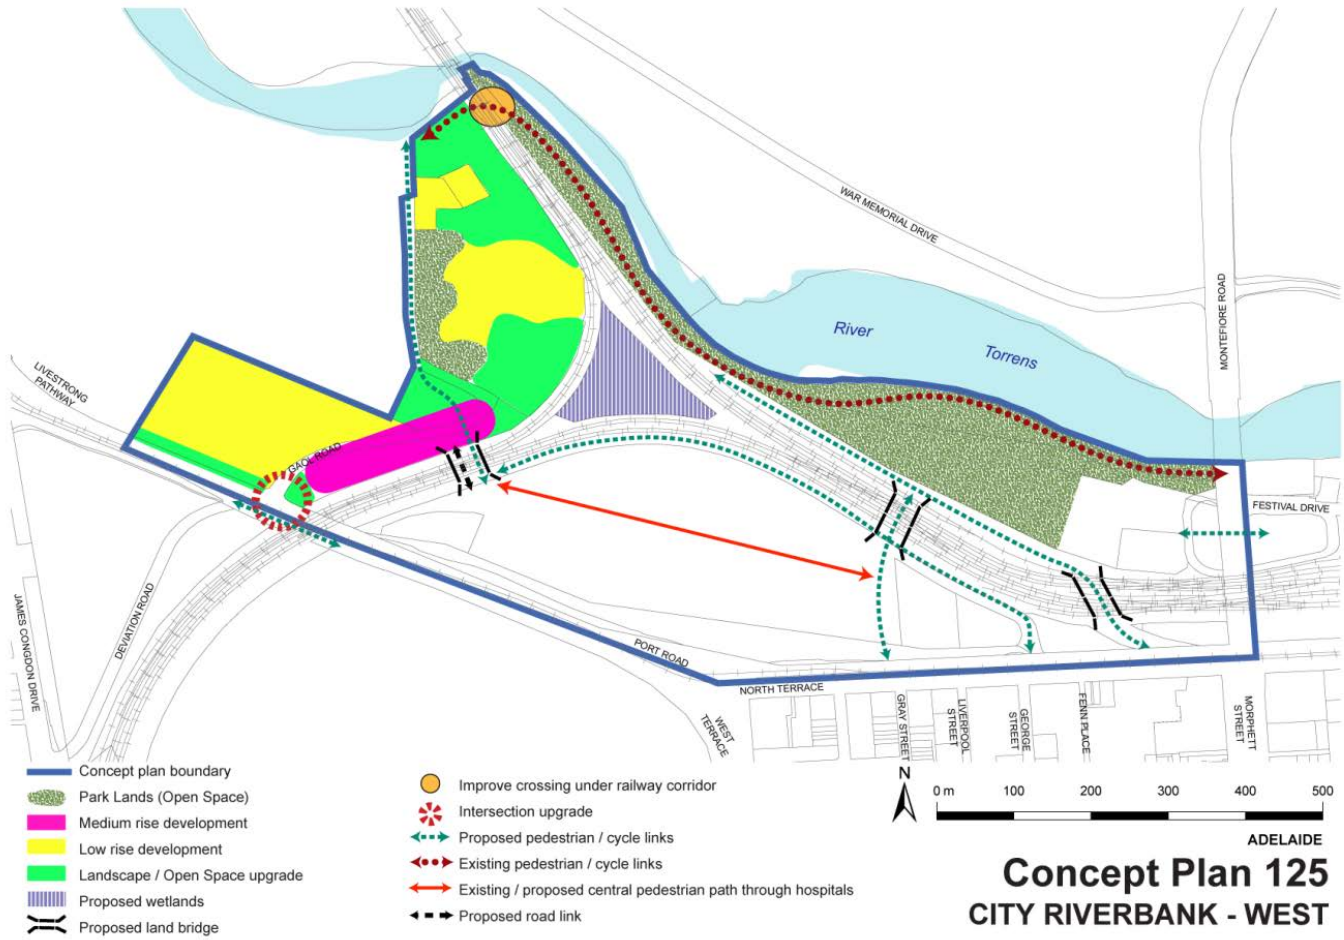 WAR MEMORIAL DRIVE
MONTEFIORE ROAD
River
Torrens
LIVESTRONG
PATHWAY
GAOL ROAD
FESTIVAL DRIVE
JAMES CONGDON DRIVE
DEVIATION ROAD
PORT ROAD
NORTH TERRACE
WEST
TERRACE
GRAY STREET
LIVERPOOL
STREET
GEORGE
STREET
FENN PLACE
MORPHETT
STREET
Concept plan boundary
Park Lands (Open Space)
Medium rise development
Low rise development
Landscape / Open Space upgrade
Proposed wetlands
Proposed land bridge
Improve crossing under railway corridor
Intersection upgrade
Proposed pedestrian / cycle links
Existing pedestrian / cycle links
Existing / proposed central pedestrian path through hospitals
Proposed road link
N
0 m 100 200 300 400 500
ADELAIDE
Concept Plan 125
CITY RIVERBANK - WEST